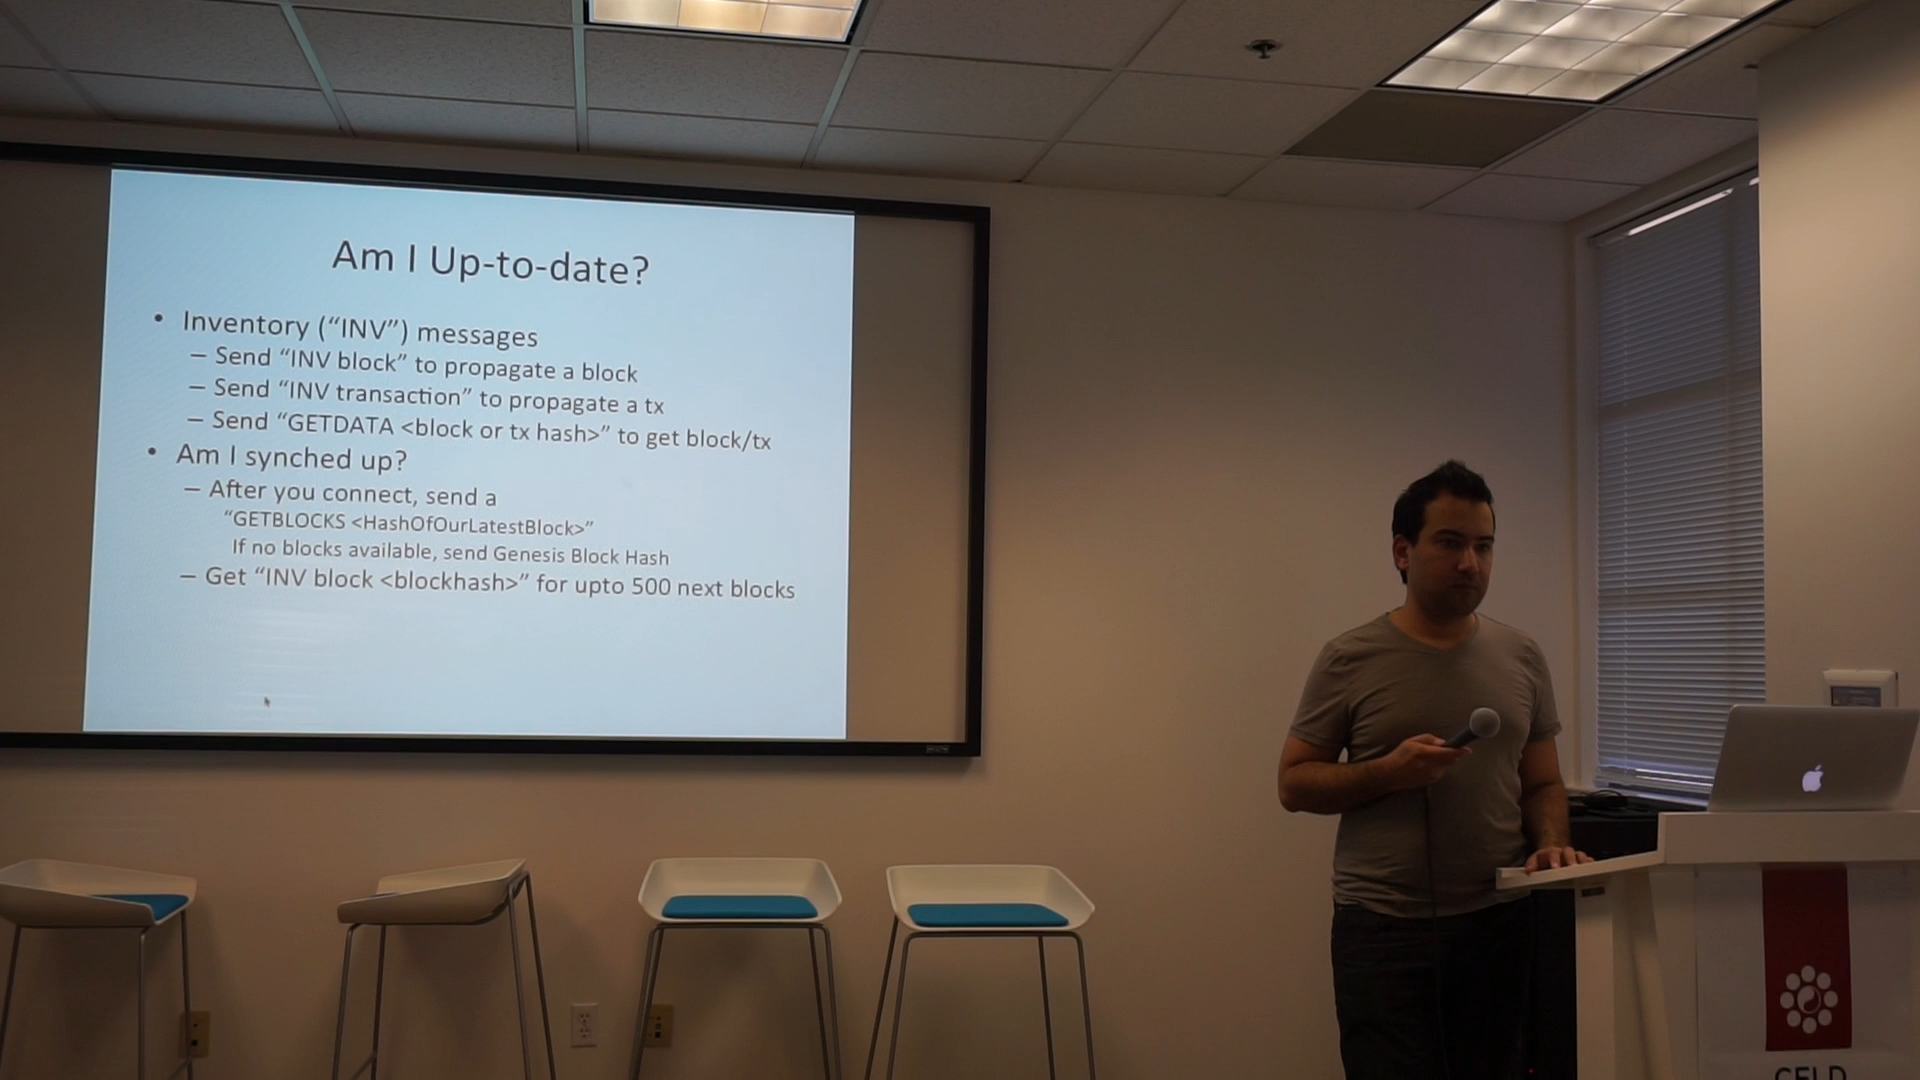 Am I Up-to-date?
• Inventory (“INV”) messages
– Send “INV block” to propagate a block
– Send “INV transaction” to propagate a tx
– Send “GETDATA <block or tx hash>” to get block/tx
• Am I synched up?
– After you connect, send a
“GETBLOCKS <HashOfOurLatestBlock>”
If no blocks available, send Genesis Block Hash
– Get “INV block <blockhash>” for upto 500 next blocks